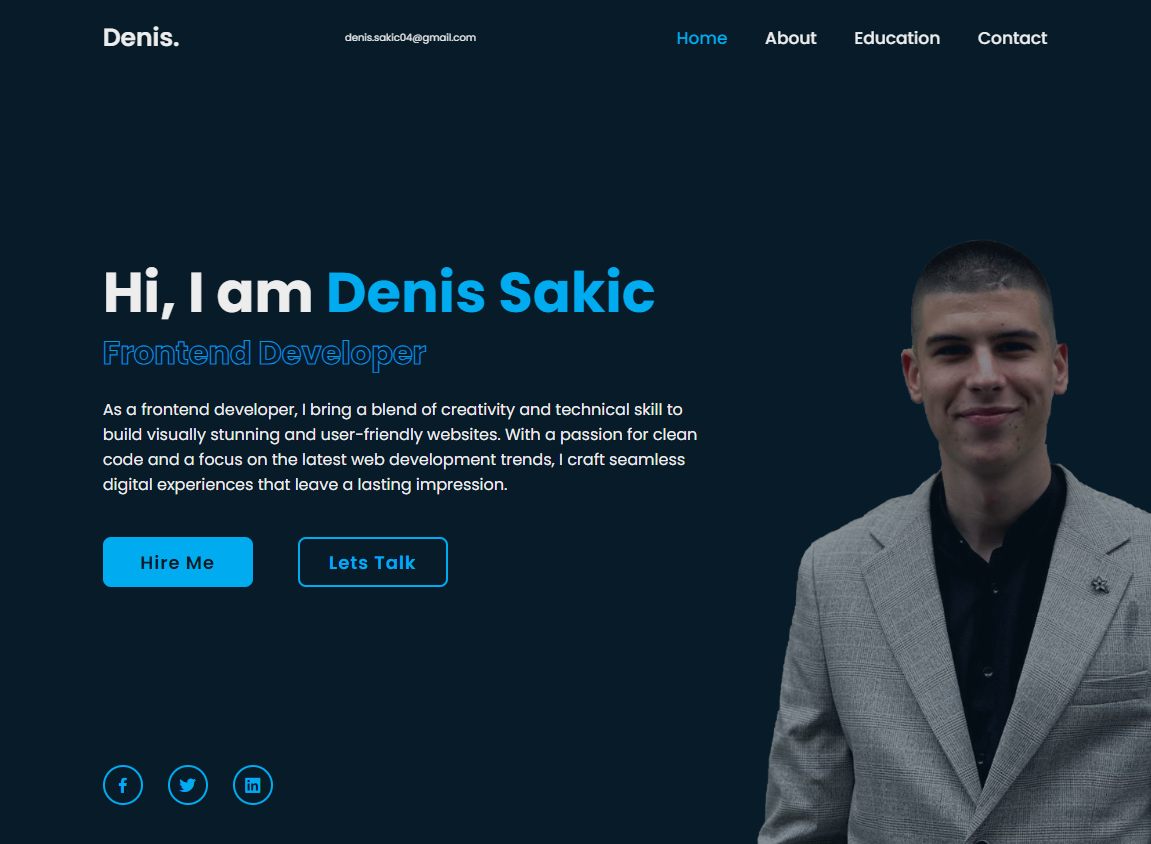 Denis.
denis.sakic04@gmail.com
Home About Education Contact
Hi, I am Denis Sakic
Frontend Developer
As a frontend developer, I bring a blend of creativity and technical skill to
build visually stunning and user-friendly websites. With a passion for clean
code and a focus on the latest web development trends, I craft seamless
digital experiences that leave a lasting impression.
Hire Me
Lets Talk